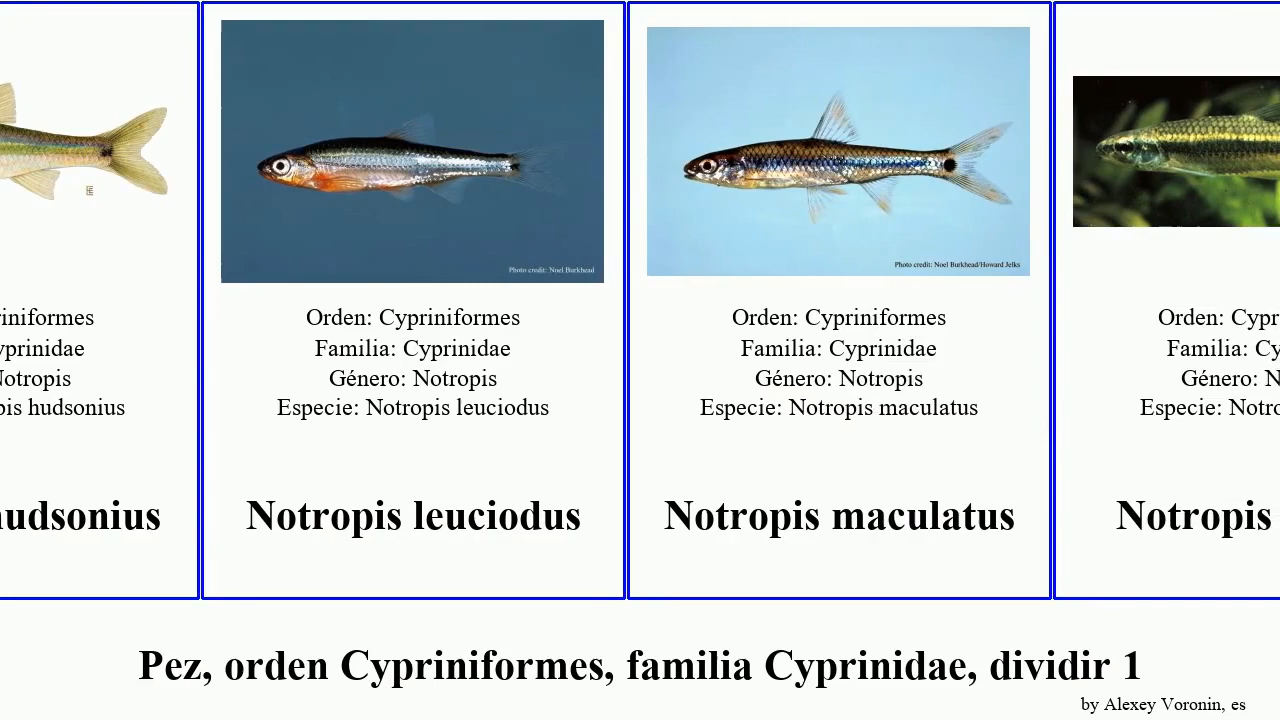 iniformes
yprinidae
Notropis
pis hudsonius
hudsonius
Photo credit: Noel Burkhead
Orden: Cypriniformes
Familia: Cyprinidae
Género: Notropis
Especie: Notropis leuciodus
Notropis leuciodus
Photo credit: Noel Burkhead/Howard Jelks
Orden: Cypriniformes
Familia: Cyprinidae
Género: Notropis
Especie: Notropis maculatus
Notropis maculatus
Orden: Cypr
Familia: Cy
Género: N
Especie: Notro
Notropis
Pez, orden Cypriniformes, familia Cyprinidae, dividir 1
by Alexey Voronin, es